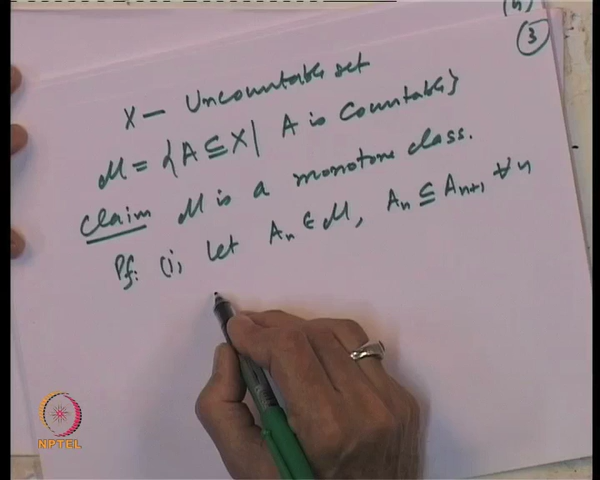 (4)
③
X — Uncountable set
M = {A ⊆ X | A is Countable}
Claim M is a monotone class.
Pf: (i) Let Aₙ ∈ M, Aₙ ⊆ Aₙ₊₁ ∀ n
NPTEL